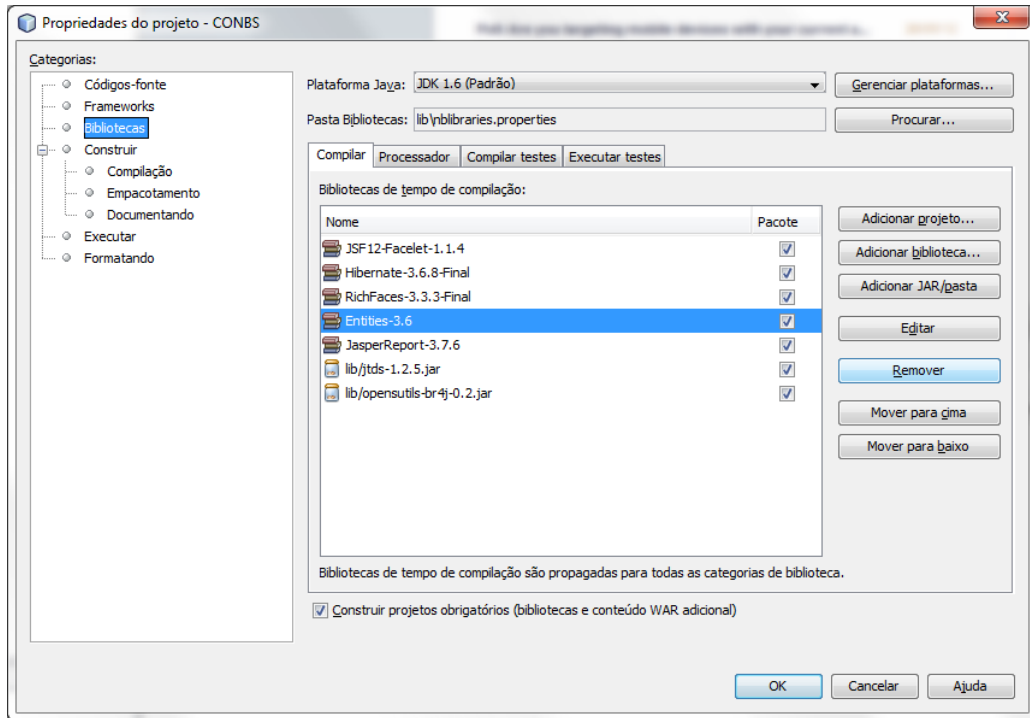 Propriedades do projeto - CONBS
Categorias:
Códigos-fonte
Frameworks
Bibliotecas
Construir
Compilação
Empacotamento
Documentando
Executar
Formatando
Plataforma Java: JDK 1.6 (Padrão) Gerenciar plataformas...
Pasta Bibliotecas: lib\nblibraries.properties Procurar...
Compilar Processador Compilar testes Executar testes
Bibliotecas de tempo de compilação:
Nome Pacote
JSF12-Facelet-1.1.4
Hibernate-3.6.8-Final
RichFaces-3.3.3-Final
Entities-3.6
JasperReport-3.7.6
lib/jtds-1.2.5.jar
lib/opensutils-br4j-0.2.jar
Adicionar projeto...
Adicionar biblioteca...
Adicionar JAR/pasta
Editar
Remover
Mover para cima
Mover para baixo
Bibliotecas de tempo de compilação são propagadas para todas as categorias de biblioteca.
Construir projetos obrigatórios (bibliotecas e conteúdo WAR adicional)
OK Cancelar Ajuda